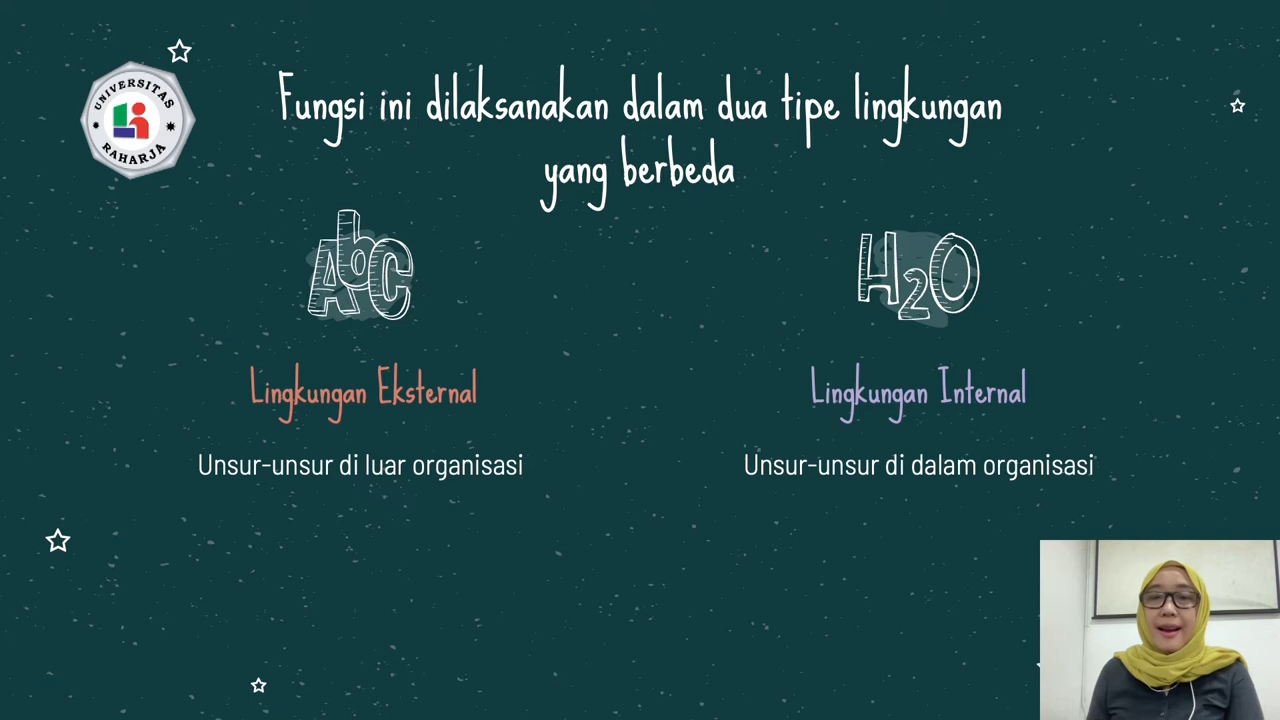 UNIVERSITAS
RAHARJA
Fungsi ini dilaksanakan dalam dua tipe lingkungan
yang berbeda
AbC
H2O
Lingkungan Eksternal
Lingkungan Internal
Unsur-unsur di luar organisasi
Unsur-unsur di dalam organisasi